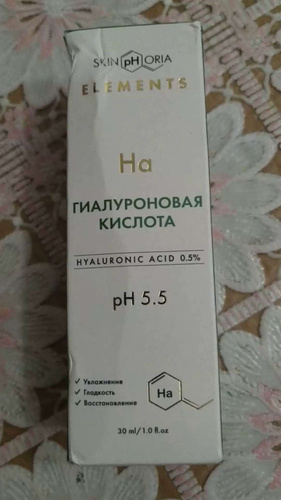 SKIN pH ORIA
ELEMENTS
Ha
ГИАЛУРОНОВАЯ
КИСЛОТА
HYALURONIC ACID 0.5%
pH 5.5
✓ Увлажнение
✓ Гладкость
✓ Восстановление
Ha
30 ml/1.0 fl.oz